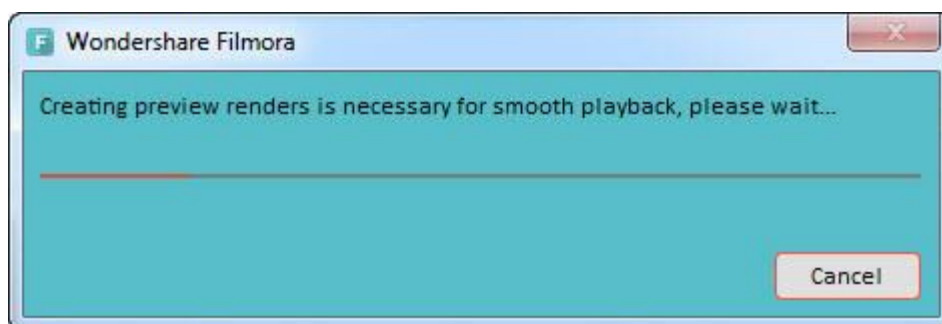 Wondershare Filmora
Creating preview renders is necessary for smooth playback, please wait...
Cancel